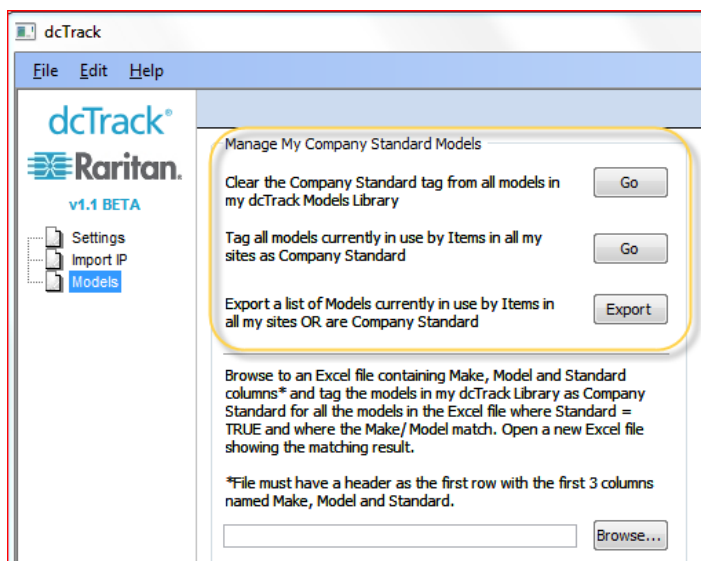 dcTrack
File Edit Help
dcTrack®
Raritan.
v1.1 BETA
Settings
Import IP
Models
Manage My Company Standard Models
Clear the Company Standard tag from all models in
my dcTrack Models Library
Go
Tag all models currently in use by Items in all my
sites as Company Standard
Go
Export a list of Models currently in use by Items in
all my sites OR are Company Standard
Export
Browse to an Excel file containing Make, Model and Standard
columns* and tag the models in my dcTrack Library as Company
Standard for all the models in the Excel file where Standard =
TRUE and where the Make/Model match. Open a new Excel file
showing the matching result.
*File must have a header as the first row with the first 3 columns
named Make, Model and Standard.
Browse...